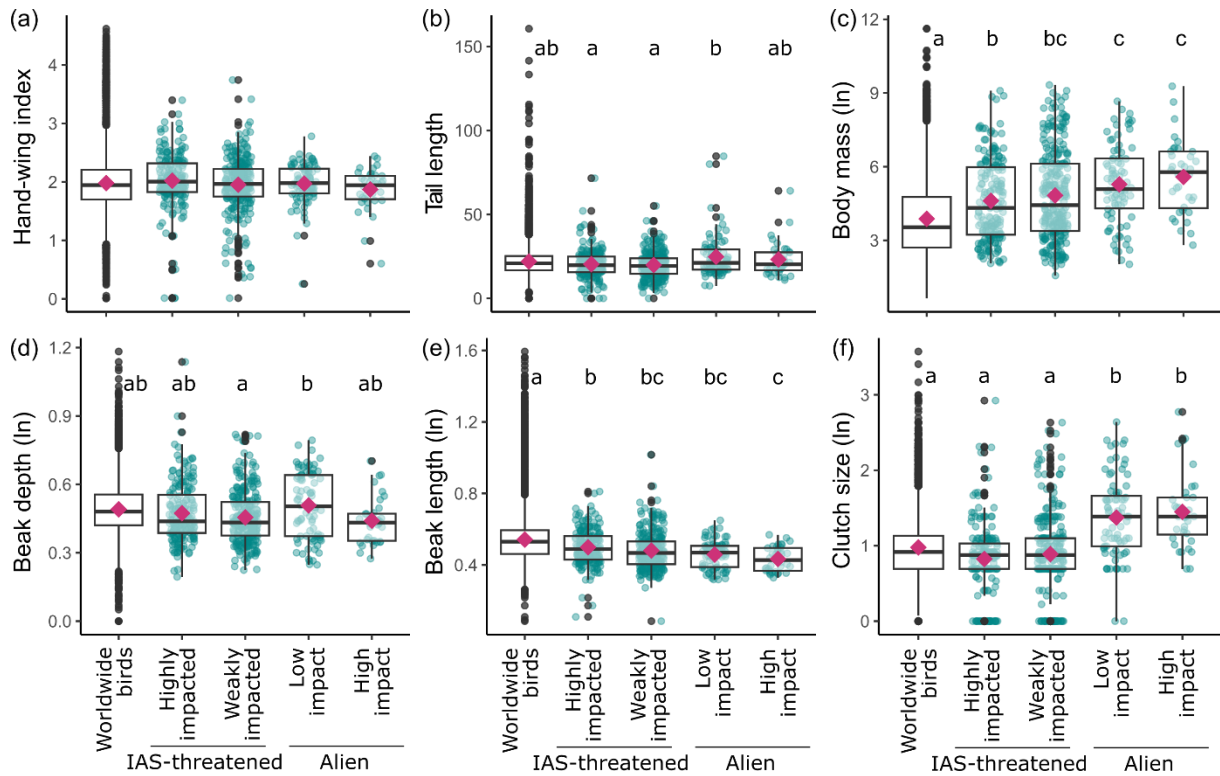 (a)
Hand-wing index
4
3
2
1
0
(b)
Tail length
150
100
50
0
ab a a b ab
(c)
Body mass (ln)
12
9
6
3
a b bc c c
(d)
Beak depth (ln)
1.2
0.9
0.6
0.3
0.0
ab ab a b ab
(e)
Beak length (ln)
1.6
1.2
0.8
0.4
a b bc bc c
(f)
Clutch size (ln)
3
2
1
0
a a a b b
Worldwide
birds
Highly
impacted
Weakly
impacted
Low
impact
High
impact
IAS-threatened
Alien
Worldwide
birds
Highly
impacted
Weakly
impacted
Low
impact
High
impact
IAS-threatened
Alien
Worldwide
birds
Highly
impacted
Weakly
impacted
Low
impact
High
impact
IAS-threatened
Alien